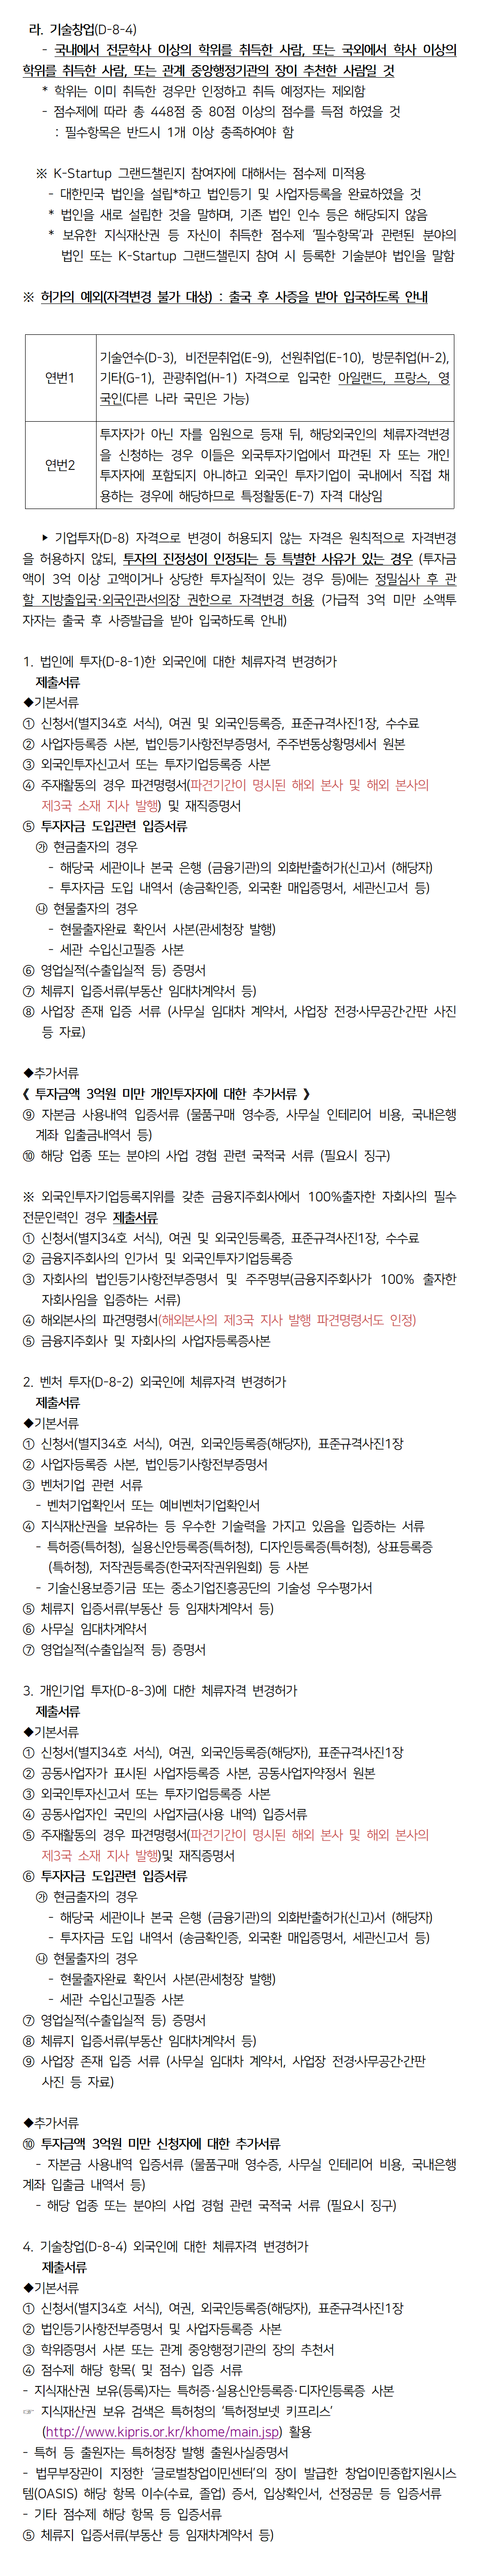 라. 기술창업(D-8-4)
- 국내에서 전문학사 이상의 학위를 취득한 사람, 또는 국외에서 학사 이상의
학위를 취득한 사람, 또는 관계 중앙행정기관의 장이 추천한 사람일 것
* 학위는 이미 취득한 경우만 인정하고 취득 예정자는 제외함
- 점수제에 따라 총 448점 중 80점 이상의 점수를 득점 하였을 것
: 필수항목은 반드시 1개 이상 충족하여야 함
※ K-Startup 그랜드챌린지 참여자에 대해서는 점수제 미적용
- 대한민국 법인을 설립*하고 법인등기 및 사업자등록을 완료하였을 것
* 법인을 새로 설립한 것을 말하며, 기존 법인 인수 등은 해당되지 않음
* 보유한 지식재산권 등 자신이 취득한 점수제 ‘필수항목’과 관련된 분야의
법인 또는 K-Startup 그랜드챌린지 참여 시 등록한 기술분야 법인을 말함
※ 허가의 예외(자격변경 불가 대상) : 출국 후 사증을 받아 입국하도록 안내
연번1
기술연수(D-3), 비전문취업(E-9), 선원취업(E-10), 방문취업(H-2),
기타(G-1), 관광취업(H-1) 자격으로 입국한 아일랜드, 프랑스, 영
국인(다른 나라 국민은 가능)
연번2
투자자가 아닌 자를 임원으로 등재 뒤, 해당외국인의 체류자격변경
을 신청하는 경우 이들은 외국투자기업에서 파견된 자 또는 개인
투자자에 포함되지 아니하고 외국인 투자기업이 국내에서 직접 채
용하는 경우에 해당하므로 특정활동(E-7) 자격 대상임
▶ 기업투자(D-8) 자격으로 변경이 허용되지 않는 자격은 원칙적으로 자격변경
을 허용하지 않되, 투자의 진정성이 인정되는 등 특별한 사유가 있는 경우 (투자금
액이 3억 이상 고액이거나 상당한 투자실적이 있는 경우 등)에는 정밀심사 후 관
할 지방출입국·외국인관서의장 권한으로 자격변경 허용 (가급적 3억 미만 소액투
자자는 출국 후 사증발급을 받아 입국하도록 안내)
1. 법인에 투자(D-8-1)한 외국인에 대한 체류자격 변경허가
제출서류
◆기본서류
① 신청서(별지34호 서식), 여권 및 외국인등록증, 표준규격사진1장, 수수료
② 사업자등록증 사본, 법인등기사항전부증명서, 주주변동상황명세서 원본
③ 외국인투자신고서 또는 투자기업등록증 사본
④ 주재활동의 경우 파견명령서(파견기간이 명시된 해외 본사 및 해외 본사의
제3국 소재 지사 발행) 및 재직증명서
⑤ 투자자금 도입관련 입증서류
㉮ 현금출자의 경우
- 해당국 세관이나 본국 은행 (금융기관)의 외화반출허가(신고)서 (해당자)
- 투자자금 도입 내역서 (송금확인증, 외국환 매입증명서, 세관신고서 등)
㉯ 현물출자의 경우
- 현물출자완료 확인서 사본(관세청장 발행)
- 세관 수입신고필증 사본
⑥ 영업실적(수출입실적 등) 증명서
⑦ 체류지 입증서류(부동산 임대차계약서 등)
⑧ 사업장 존재 입증 서류 (사무실 임대차 계약서, 사업장 전경·사무공간·간판 사진
등 자료)
◆추가서류
《 투자금액 3억원 미만 개인투자자에 대한 추가서류 》
⑨ 자본금 사용내역 입증서류 (물품구매 영수증, 사무실 인테리어 비용, 국내은행
계좌 입출금내역서 등)
⑩ 해당 업종 또는 분야의 사업 경험 관련 국적국 서류 (필요시 징구)
※ 외국인투자기업등록지위를 갖춘 금융지주회사에서 100%출자한 자회사의 필수
전문인력인 경우 제출서류
① 신청서(별지34호 서식), 여권 및 외국인등록증, 표준규격사진1장, 수수료
② 금융지주회사의 인가서 및 외국인투자기업등록증
③ 자회사의 법인등기사항전부증명서 및 주주명부(금융지주회사가 100% 출자한
자회사임을 입증하는 서류)
④ 해외본사의 파견명령서(해외본사의 제3국 지사 발행 파견명령서도 인정)
⑤ 금융지주회사 및 자회사의 사업자등록증사본
2. 벤처 투자(D-8-2) 외국인에 체류자격 변경허가
제출서류
◆기본서류
① 신청서(별지34호 서식), 여권, 외국인등록증(해당자), 표준규격사진1장
② 사업자등록증 사본, 법인등기사항전부증명서
③ 벤처기업 관련 서류
- 벤처기업확인서 또는 예비벤처기업확인서
④ 지식재산권을 보유하는 등 우수한 기술력을 가지고 있음을 입증하는 서류
- 특허증(특허청), 실용신안등록증(특허청), 디자인등록증(특허청), 상표등록증
(특허청), 저작권등록증(한국저작권위원회) 등 사본
- 기술신용보증기금 또는 중소기업진흥공단의 기술성 우수평가서
⑤ 체류지 입증서류(부동산 등 임재차계약서 등)
⑥ 사무실 임대차계약서
⑦ 영업실적(수출입실적 등) 증명서
3. 개인기업 투자(D-8-3)에 대한 체류자격 변경허가
제출서류
◆기본서류
① 신청서(별지34호 서식), 여권, 외국인등록증(해당자), 표준규격사진1장
② 공동사업자가 표시된 사업자등록증 사본, 공동사업자약정서 원본
③ 외국인투자신고서 또는 투자기업등록증 사본
④ 공동사업자인 국민의 사업자금(사용 내역) 입증서류
⑤ 주재활동의 경우 파견명령서(파견기간이 명시된 해외 본사 및 해외 본사의
제3국 소재 지사 발행)및 재직증명서
⑥ 투자자금 도입관련 입증서류
㉮ 현금출자의 경우
- 해당국 세관이나 본국 은행 (금융기관)의 외화반출허가(신고)서 (해당자)
- 투자자금 도입 내역서 (송금확인증, 외국환 매입증명서, 세관신고서 등)
㉯ 현물출자의 경우
- 현물출자완료 확인서 사본(관세청장 발행)
- 세관 수입신고필증 사본
⑦ 영업실적(수출입실적 등) 증명서
⑧ 체류지 입증서류(부동산 임대차계약서 등)
⑨ 사업장 존재 입증 서류 (사무실 임대차 계약서, 사업장 전경·사무공간·간판
사진 등 자료)
◆추가서류
⑩ 투자금액 3억원 미만 신청자에 대한 추가서류
- 자본금 사용내역 입증서류 (물품구매 영수증, 사무실 인테리어 비용, 국내은행
계좌 입출금 내역서 등)
- 해당 업종 또는 분야의 사업 경험 관련 국적국 서류 (필요시 징구)
4. 기술창업(D-8-4) 외국인에 대한 체류자격 변경허가
제출서류
◆기본서류
① 신청서(별지34호 서식), 여권, 외국인등록증(해당자), 표준규격사진1장
② 법인등기사항전부증명서 및 사업자등록증 사본
③ 학위증명서 사본 또는 관계 중앙행정기관의 장의 추천서
④ 점수제 해당 항목( 및 점수) 입증 서류
- 지식재산권 보유(등록)자는 특허증·실용신안등록증·디자인등록증 사본
☞ 지식재산권 보유 검색은 특허청의 ‘특허정보넷 키프리스’
(http://www.kipris.or.kr/khome/main.jsp) 활용
- 특허 등 출원자는 특허청장 발행 출원사실증명서
- 법무부장관이 지정한 ‘글로벌창업이민센터’의 장이 발급한 창업이민종합지원시스
템(OASIS) 해당 항목 이수(수료, 졸업) 증서, 입상확인서, 선정공문 등 입증서류
- 기타 점수제 해당 항목 등 입증서류
⑤ 체류지 입증서류(부동산 등 임재차계약서 등)